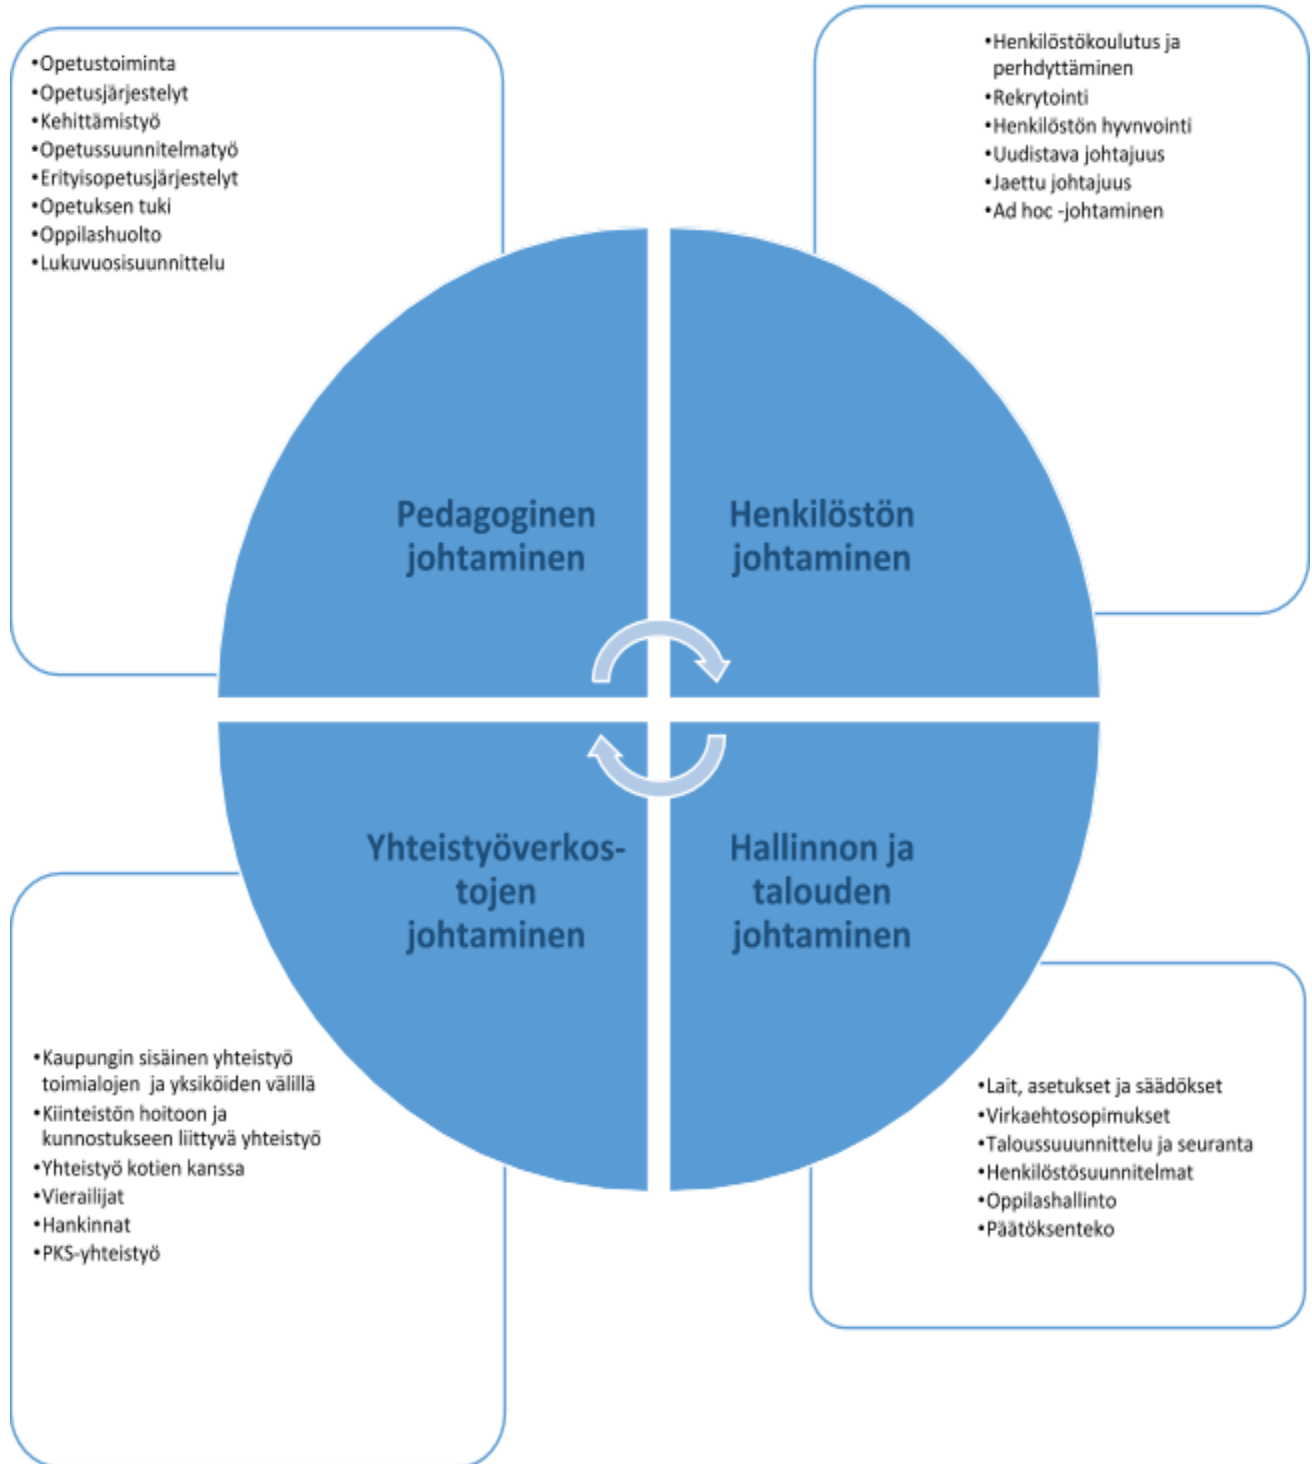 •Opetustoiminta
•Opetusjärjestelyt
•Kehittämistyö
•Opetussuunnitelmatyö
•Erityisopetusjärjestelyt
•Opetuksen tuki
•Oppilashuolto
•Lukuvuosisuunnittelu
•Henkilöstökoulutus ja
perhdyttäminen
•Rekrytointi
•Henkilöstön hyvnvointi
•Uudistava johtajuus
•Jaettu johtajuus
•Ad hoc -johtaminen
Pedagoginen
johtaminen
Henkilöstön
johtaminen
Yhteistyöverkos-
tojen
johtaminen
Hallinnon ja
talouden
johtaminen
•Kaupungin sisäinen yhteistyö
toimialojen ja yksiköiden välillä
•Kiinteistön hoitoon ja
kunnostukseen liittyvä yhteistyö
•Yhteistyö kotien kanssa
•Vierailijat
•Hankinnat
•PKS-yhteistyö
•Lait, asetukset ja säädökset
•Virkaehtosopimukset
•Taloussuuunnittelu ja seuranta
•Henkilöstösuunnitelmat
•Oppilashallinto
•Päätöksenteko